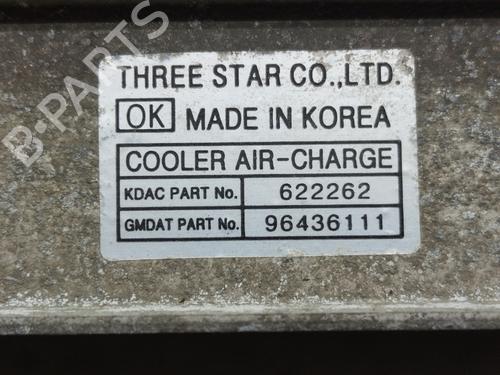 THREE STAR CO.,LTD.
OK MADE IN KOREA
COOLER AIR-CHARGE
KDAC PART No. 622262
GMDAT PART No. 96436111
B-PARTS
B-PARTS